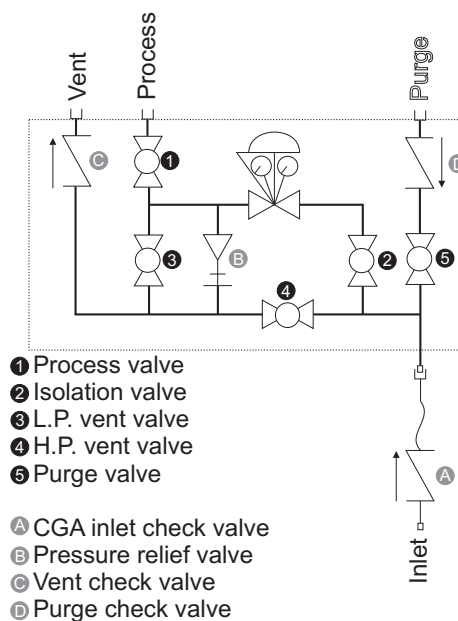 Vent
Process
Purge
C
1
D
3
B
2
5
4
1 Process valve
2 Isolation valve
3 L.P. vent valve
4 H.P. vent valve
5 Purge valve
A
A CGA inlet check valve
B Pressure relief valve
C Vent check valve
D Purge check valve
Inlet